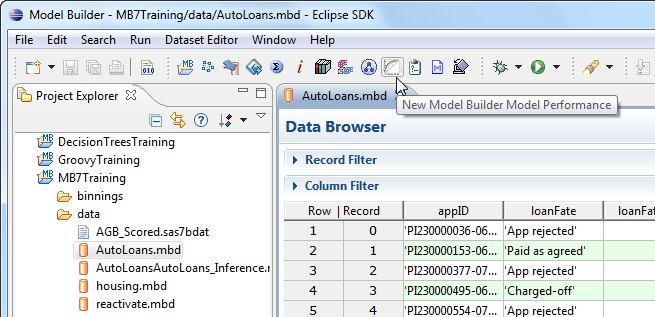 Model Builder - MB7Training/data/AutoLoans.mbd - Eclipse SDK
File Edit Search Run Dataset Editor Window Help
Project Explorer
AutoLoans.mbd
New Model Builder Model Performance
DecisionTreesTraining
GroovyTraining
MB7Training
binnings
data
AGB_Scored.sas7bdat
AutoLoans.mbd
AutoLoansAutoLoans_Inference.r
housing.mbd
reactivate.mbd
Data Browser
Record Filter
Column Filter
Row | Record appID loanFate loanFat
1 0 'PI230000036-06... 'App rejected'
2 1 'PI230000153-06... 'Paid as agreed'
3 2 'PI230000377-07... 'App rejected'
4 3 'PI230000495-06... 'Charged-off'
5 4 'PI230000554-07... 'App rejected'